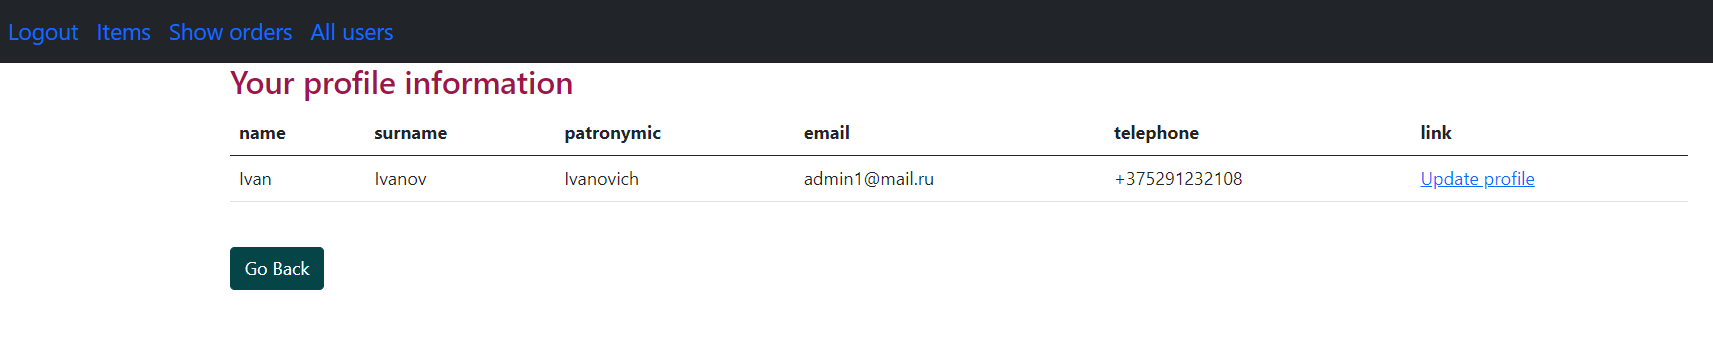 Logout Items Show orders All users
Your profile information
name surname patronymic email telephone link
Ivan Ivanov Ivanovich admin1@mail.ru +375291232108 Update profile
Go Back